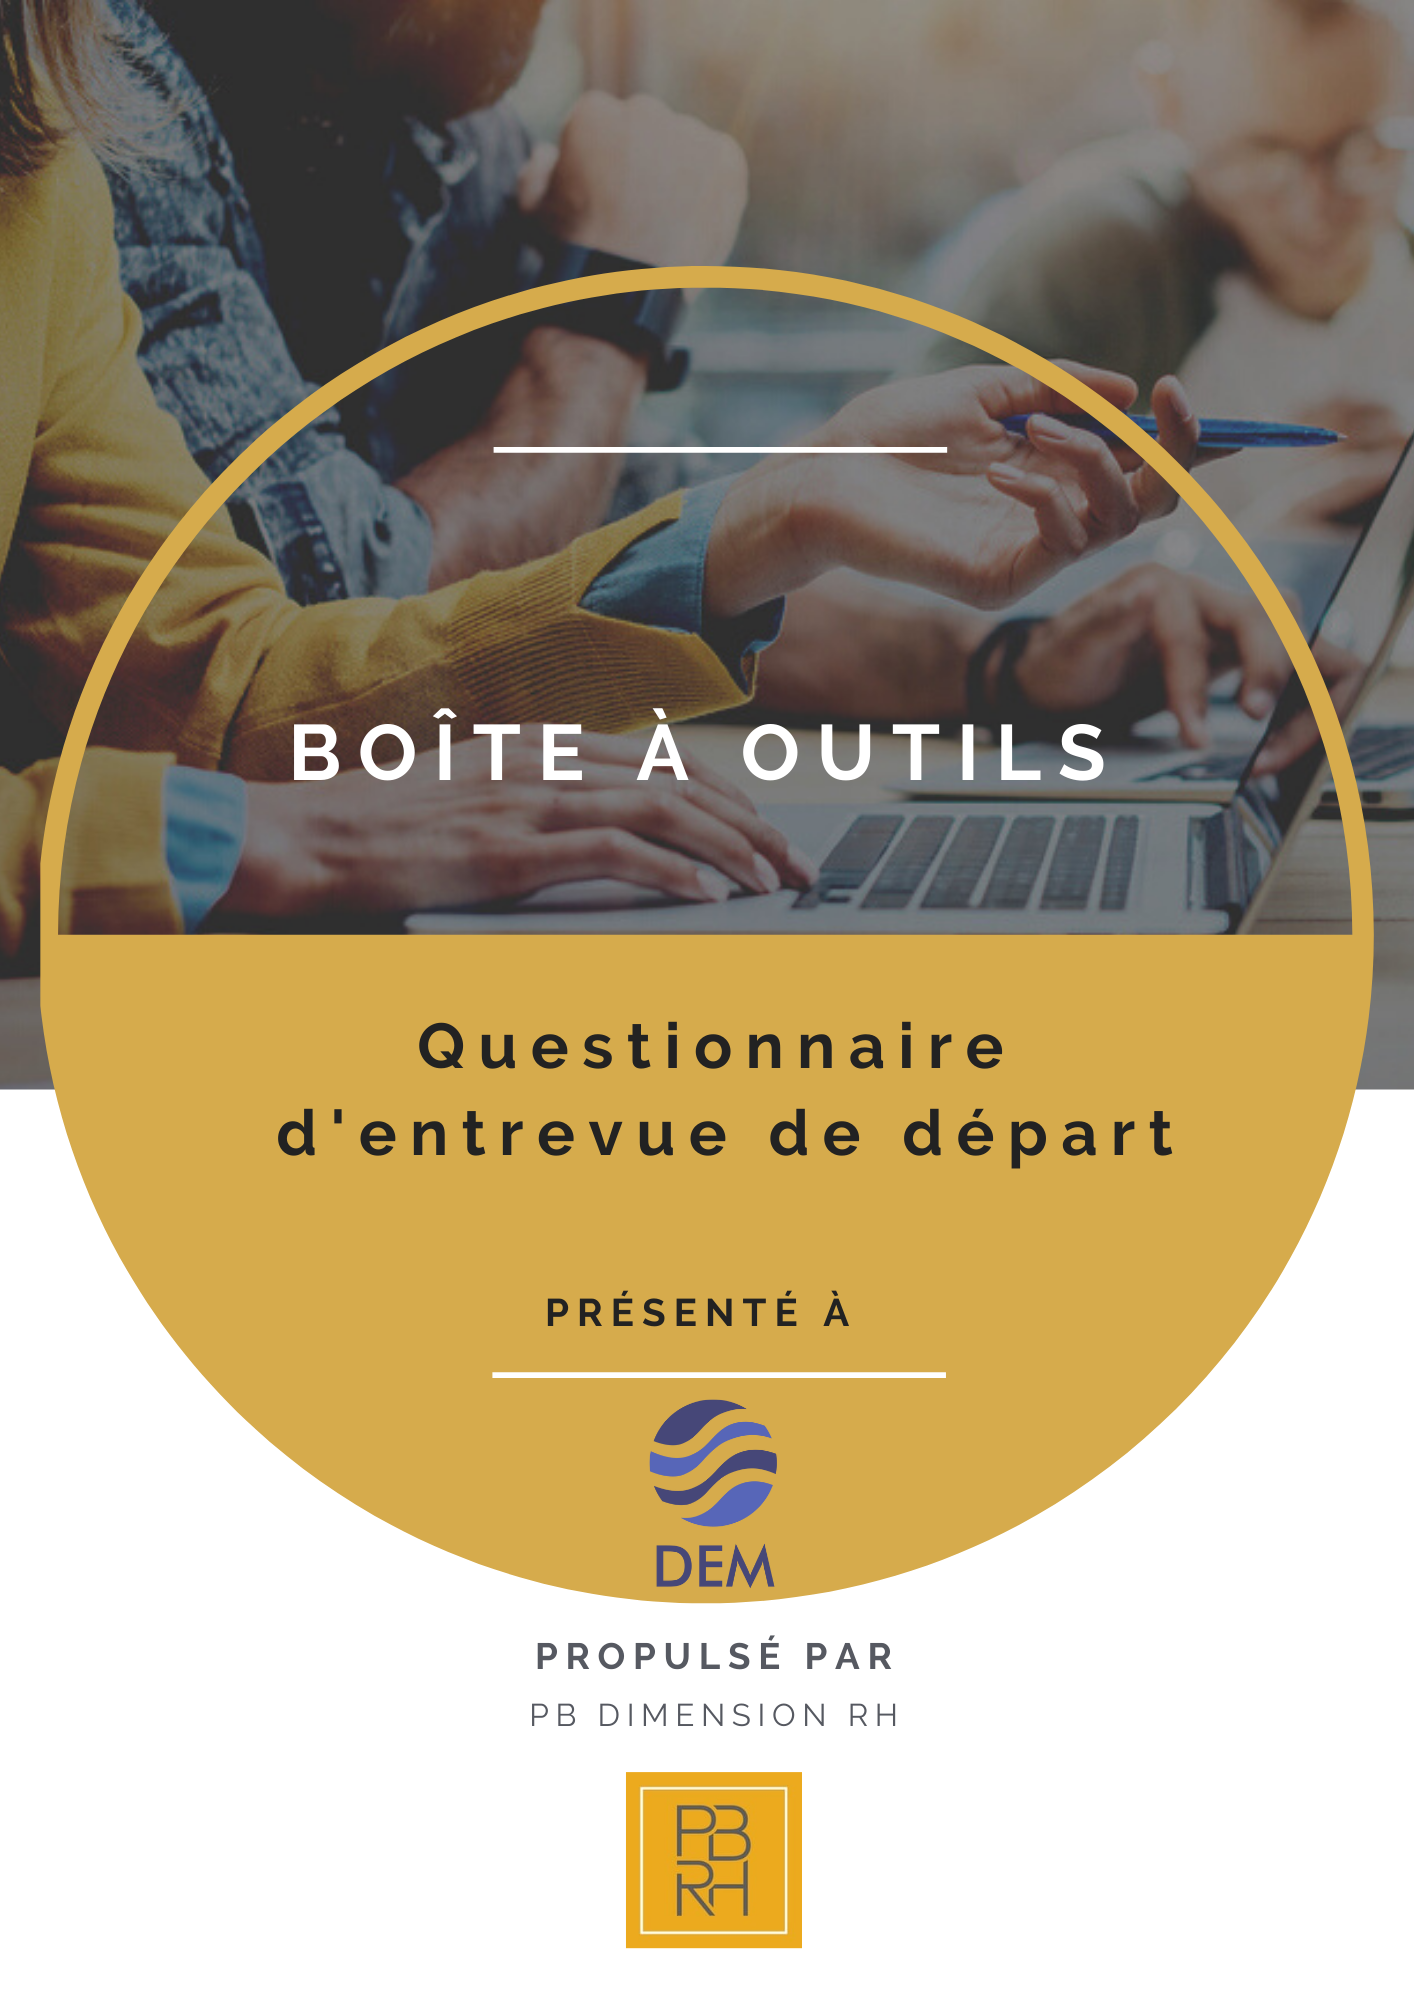 BOÎTE À OUTILS
Questionnaire
d'entrevue de départ
PRÉSENTÉ À
DEM
PROPULSÉ PAR
PB DIMENSION RH
PB
RH